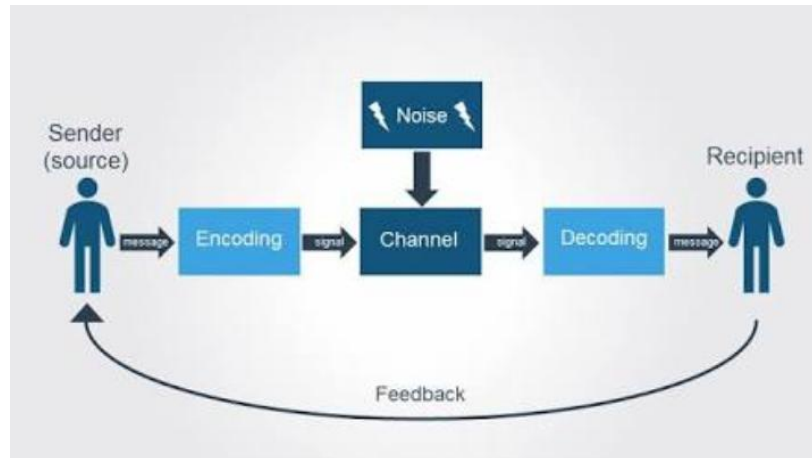 Noise
Sender
(source)
Recipient
message
Encoding
signal
Channel
signal
Decoding
message
Feedback